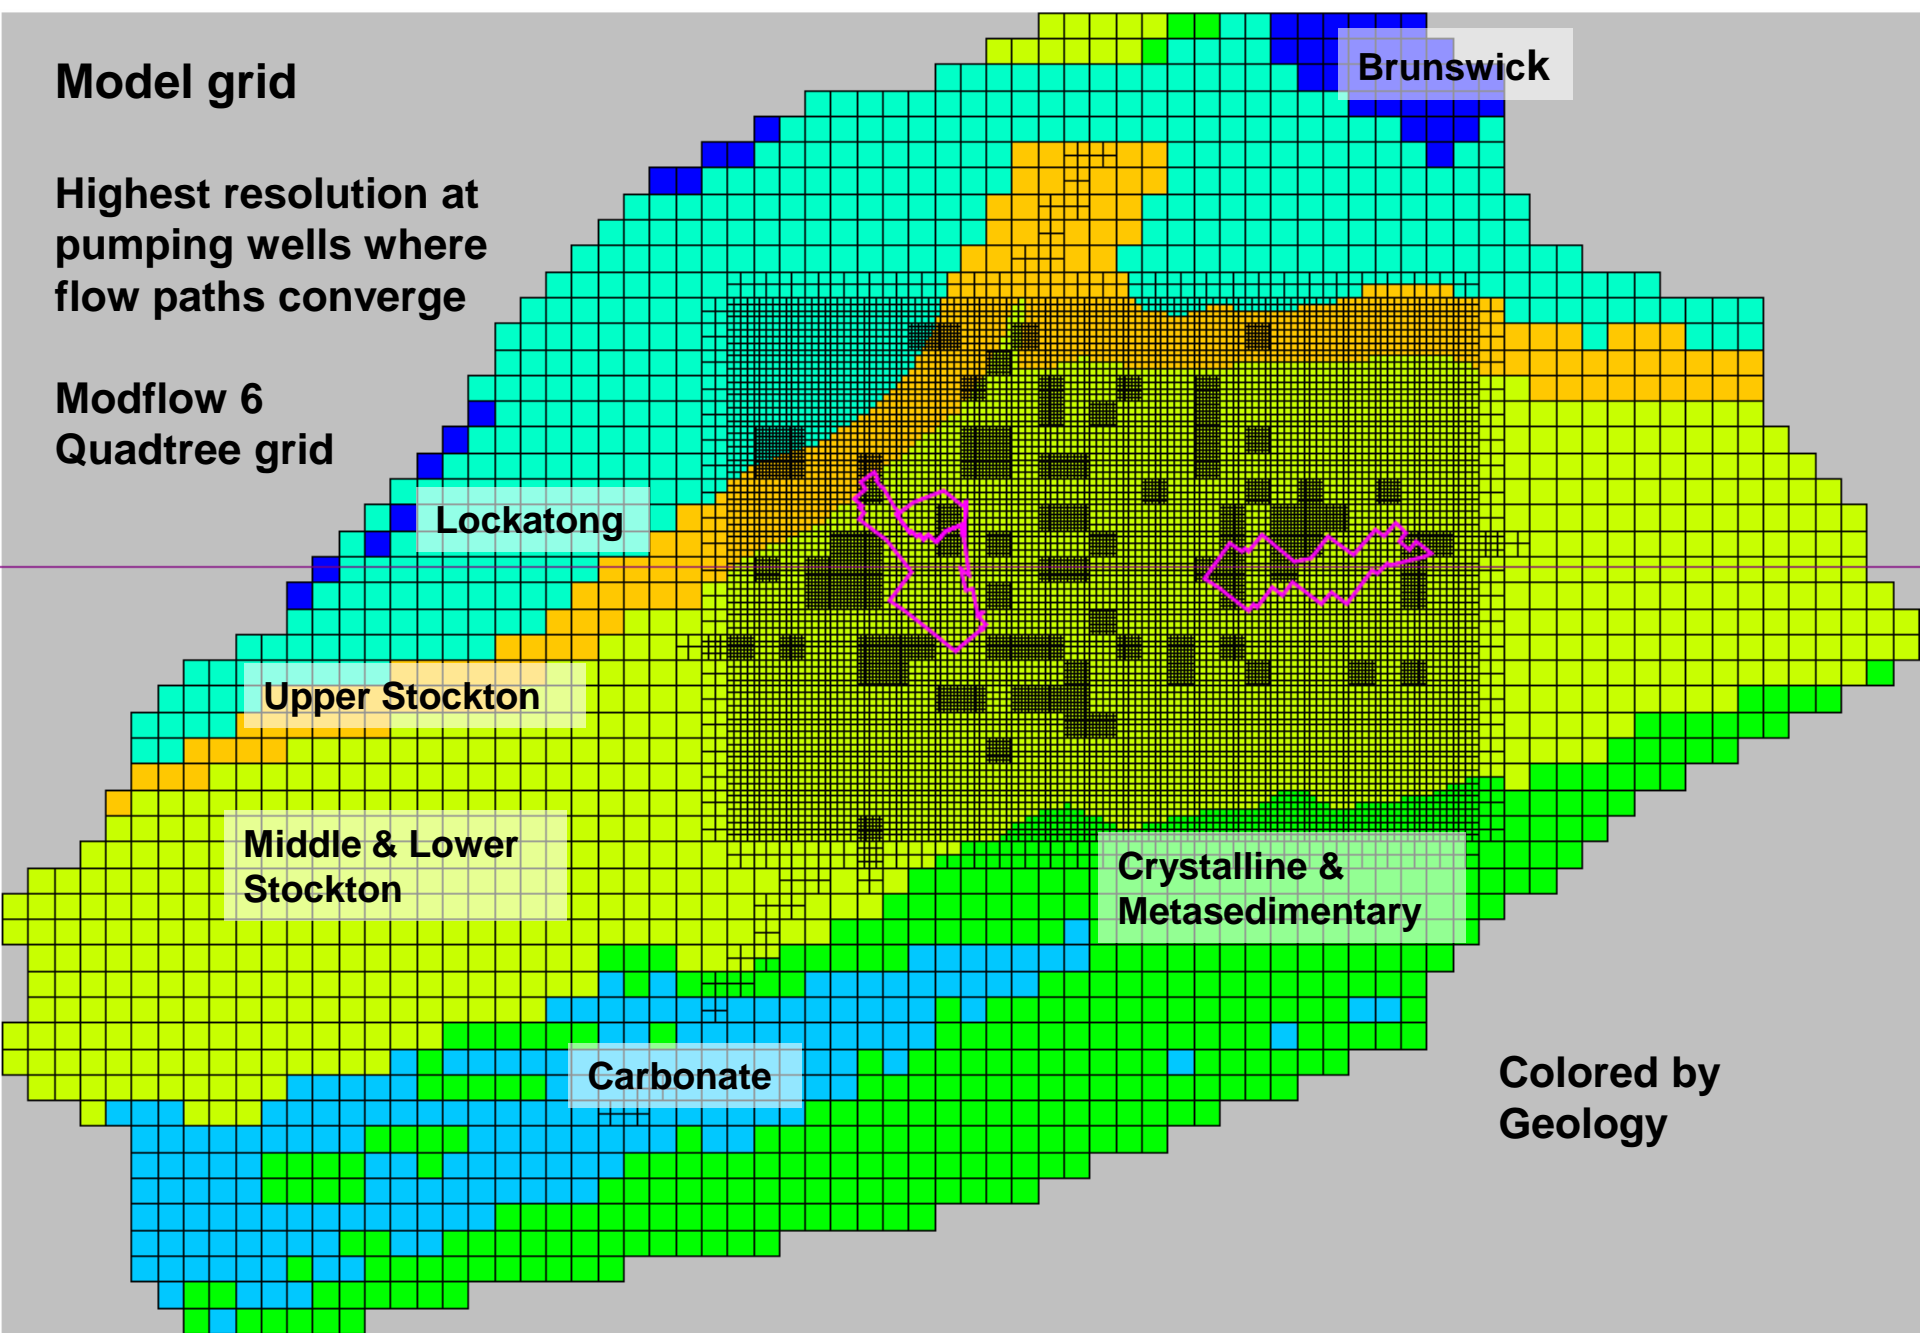 Model grid
Brunswick
Highest resolution at
pumping wells where
flow paths converge
Modflow 6
Quadtree grid
Lockatong
Upper Stockton
Middle & Lower
Stockton
Crystalline &
Metasedimentary
Carbonate
Colored by
Geology